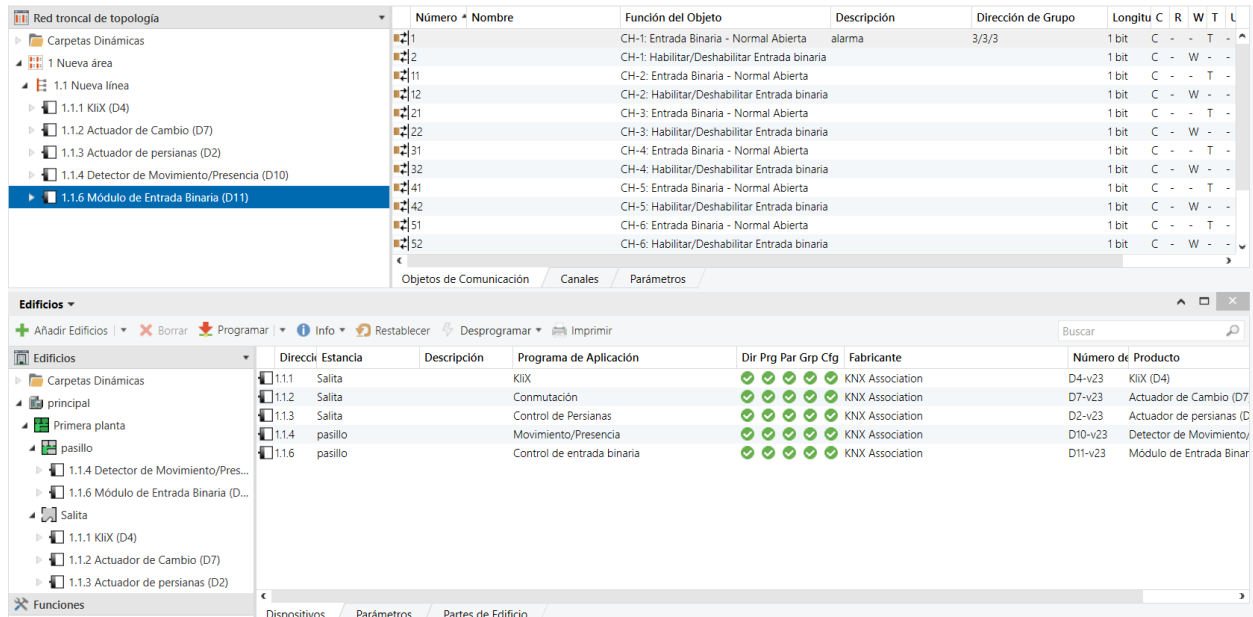 Red troncal de topología
Número Nombre Función del Objeto Descripción Dirección de Grupo Longitu C R W T U
Carpetas Dinámicas
1 Nueva área
1.1 Nueva línea
1.1.1 KliX (D4)
1.1.2 Actuador de Cambio (D7)
1.1.3 Actuador de persianas (D2)
1.1.4 Detector de Movimiento/Presencia (D10)
1.1.6 Módulo de Entrada Binaria (D11)
1 CH-1: Entrada Binaria - Normal Abierta alarma 3/3/3 1 bit C - - T -
2 CH-1: Habilitar/Deshabilitar Entrada binaria 1 bit C - W - -
11 CH-2: Entrada Binaria - Normal Abierta 1 bit C - - T -
12 CH-2: Habilitar/Deshabilitar Entrada binaria 1 bit C - W - -
21 CH-3: Entrada Binaria - Normal Abierta 1 bit C - - T -
22 CH-3: Habilitar/Deshabilitar Entrada binaria 1 bit C - W - -
31 CH-4: Entrada Binaria - Normal Abierta 1 bit C - - T -
32 CH-4: Habilitar/Deshabilitar Entrada binaria 1 bit C - W - -
41 CH-5: Entrada Binaria - Normal Abierta 1 bit C - - T -
42 CH-5: Habilitar/Deshabilitar Entrada binaria 1 bit C - W - -
51 CH-6: Entrada Binaria - Normal Abierta 1 bit C - - T -
52 CH-6: Habilitar/Deshabilitar Entrada binaria 1 bit C - W - -
Objetos de Comunicación Canales Parámetros
Edificios
Añadir Edificios Borrar Programar Info Restablecer Desprogramar Imprimir Buscar
Edificios
Carpetas Dinámicas
principal
Primera planta
pasillo
1.1.4 Detector de Movimiento/Pres...
1.1.6 Módulo de Entrada Binaria (D...
Salita
1.1.1 KliX (D4)
1.1.2 Actuador de Cambio (D7)
1.1.3 Actuador de persianas (D2)
Funciones
Direcci Estancia Descripción Programa de Aplicación Dir Prg Par Grp Cfg Fabricante Número de Producto
1.1.1 Salita KliX KNX Association D4-v23 KliX (D4)
1.1.2 Salita Conmutación KNX Association D7-v23 Actuador de Cambio (D7
1.1.3 Salita Control de Persianas KNX Association D2-v23 Actuador de persianas (D
1.1.4 pasillo Movimiento/Presencia KNX Association D10-v23 Detector de Movimiento/
1.1.6 pasillo Control de entrada binaria KNX Association D11-v23 Módulo de Entrada Binar
Dispositivos Parámetros Partes de Edificio